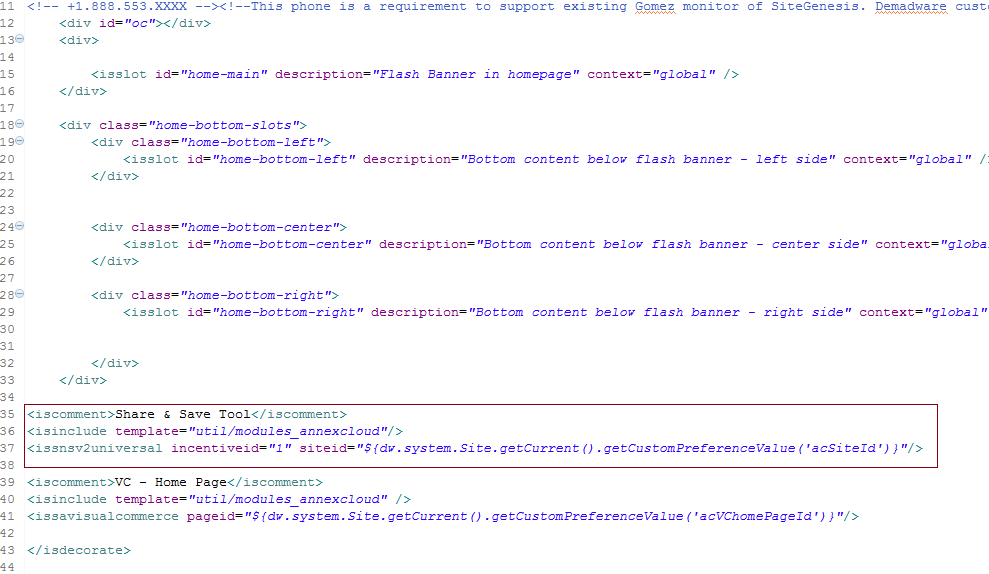 11 <!-- +1.888.553.XXXX --><!--This phone is a requirement to support existing Gomez monitor of SiteGenesis. Demadware
12 <div id="oc"></div>
13 <div>
14
15 <isslot id="home-main" description="Flash Banner in homepage" context="global" />
16 </div>
17
18 <div class="home-bottom-slots">
19 <div class="home-bottom-left">
20 <isslot id="home-bottom-left" description="Bottom content below flash banner - left side" context="global" /
21 </div>
22
23
24 <div class="home-bottom-center">
25 <isslot id="home-bottom-center" description="Bottom content below flash banner - center side" context="globa
26 </div>
27
28 <div class="home-bottom-right">
29 <isslot id="home-bottom-right" description="Bottom content below flash banner - right side" context="global"
30
31
32 </div>
33 </div>
34
35 <iscomment>Share & Save Tool</iscomment>
36 <isinclude template="util/modules_annexcloud"/>
37 <issnsv2universal incentiveid="1" siteid="${dw.system.Site.getCurrent().getCustomPreferenceValue('acSiteId')}"/>
38
39 <iscomment>VC - Home Page</iscomment>
40 <isinclude template="util/modules_annexcloud" />
41 <issavisualcommerce pageid="${dw.system.Site.getCurrent().getCustomPreferenceValue('acVChomePageId')}"/>
42
43 </isdecorate>
44